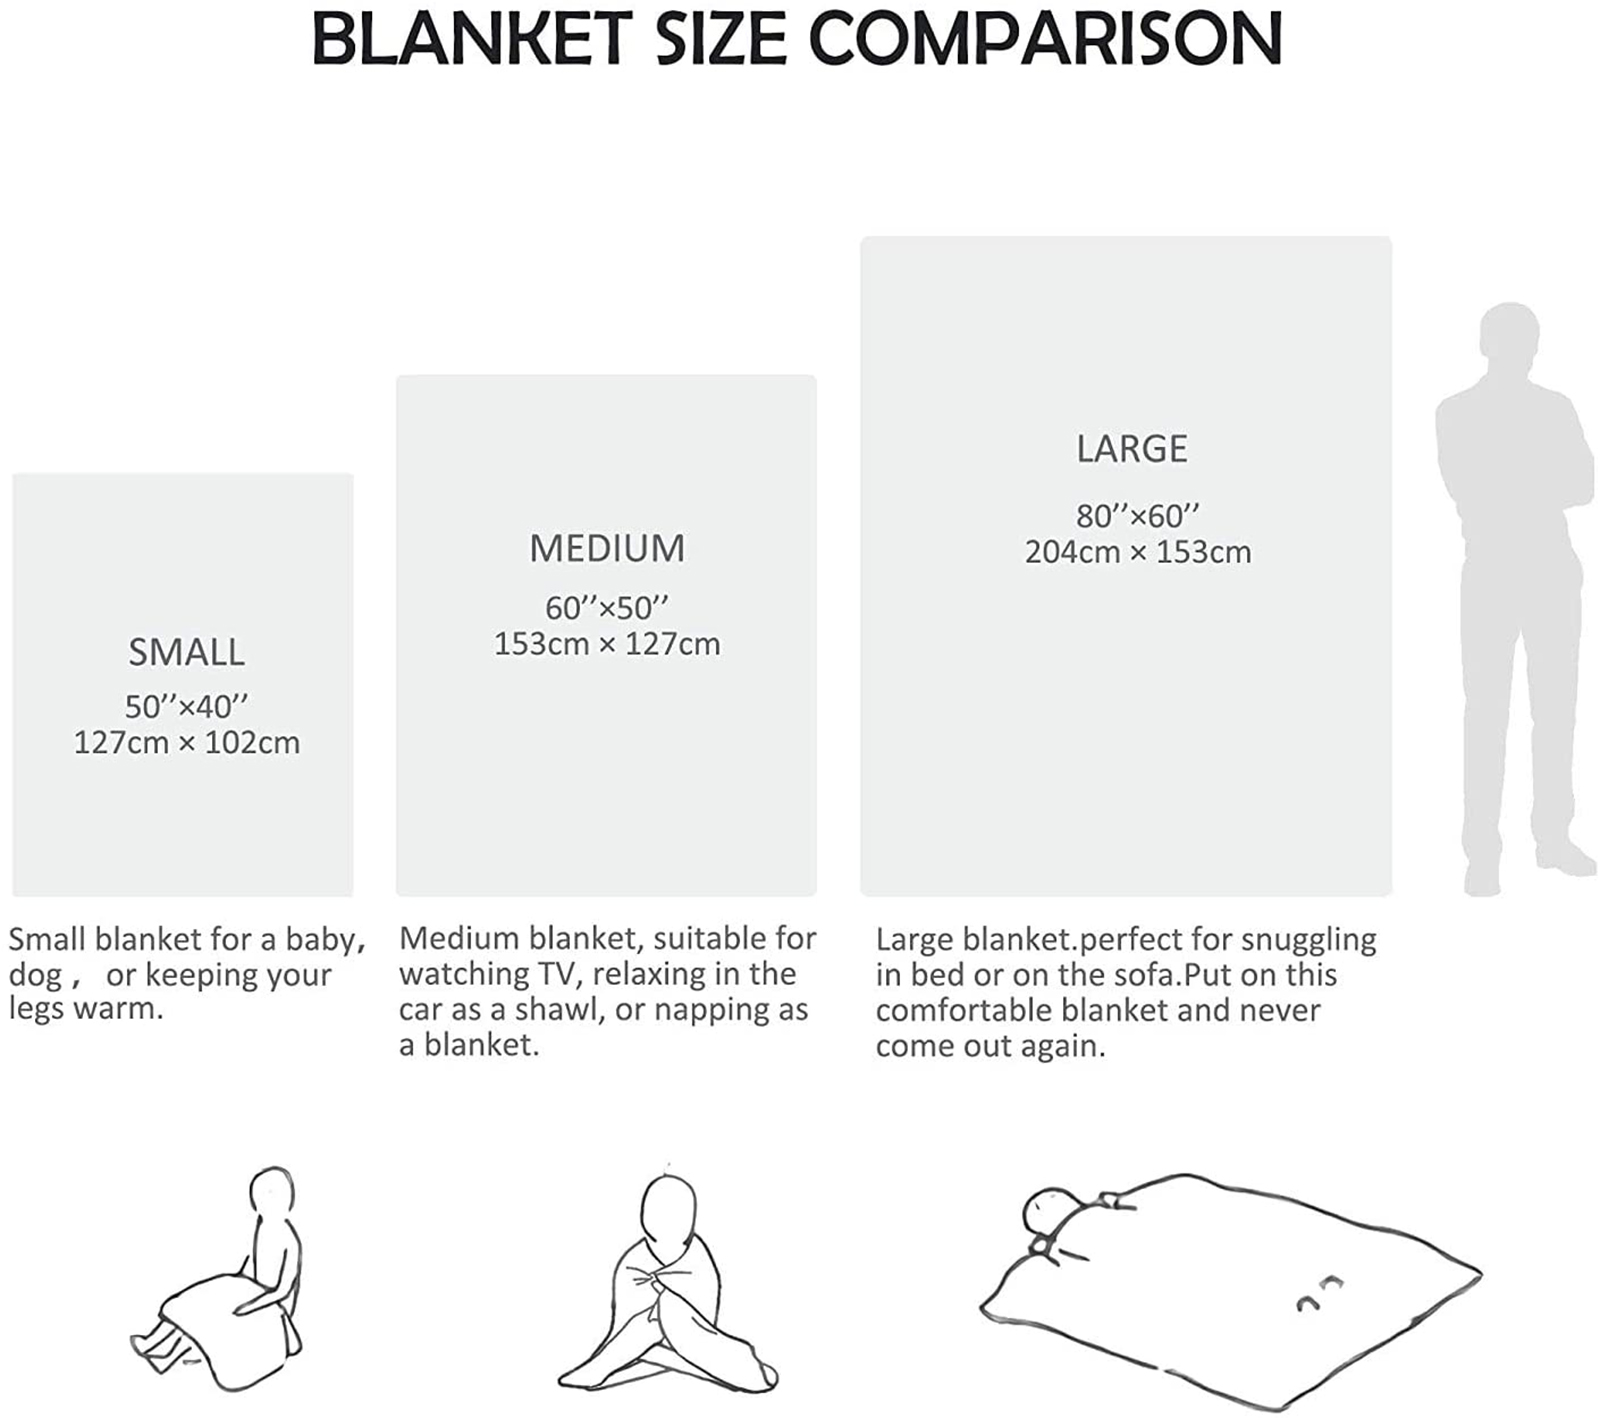 BLANKET SIZE COMPARISON
SMALL
50’’×40’’
127cm × 102cm
MEDIUM
60’’×50’’
153cm × 127cm
LARGE
80’’×60’’
204cm × 153cm
Small blanket for a baby,
dog , or keeping your
legs warm.
Medium blanket, suitable for
watching TV, relaxing in the
car as a shawl, or napping as
a blanket.
Large blanket.perfect for snuggling
in bed or on the sofa.Put on this
comfortable blanket and never
come out again.